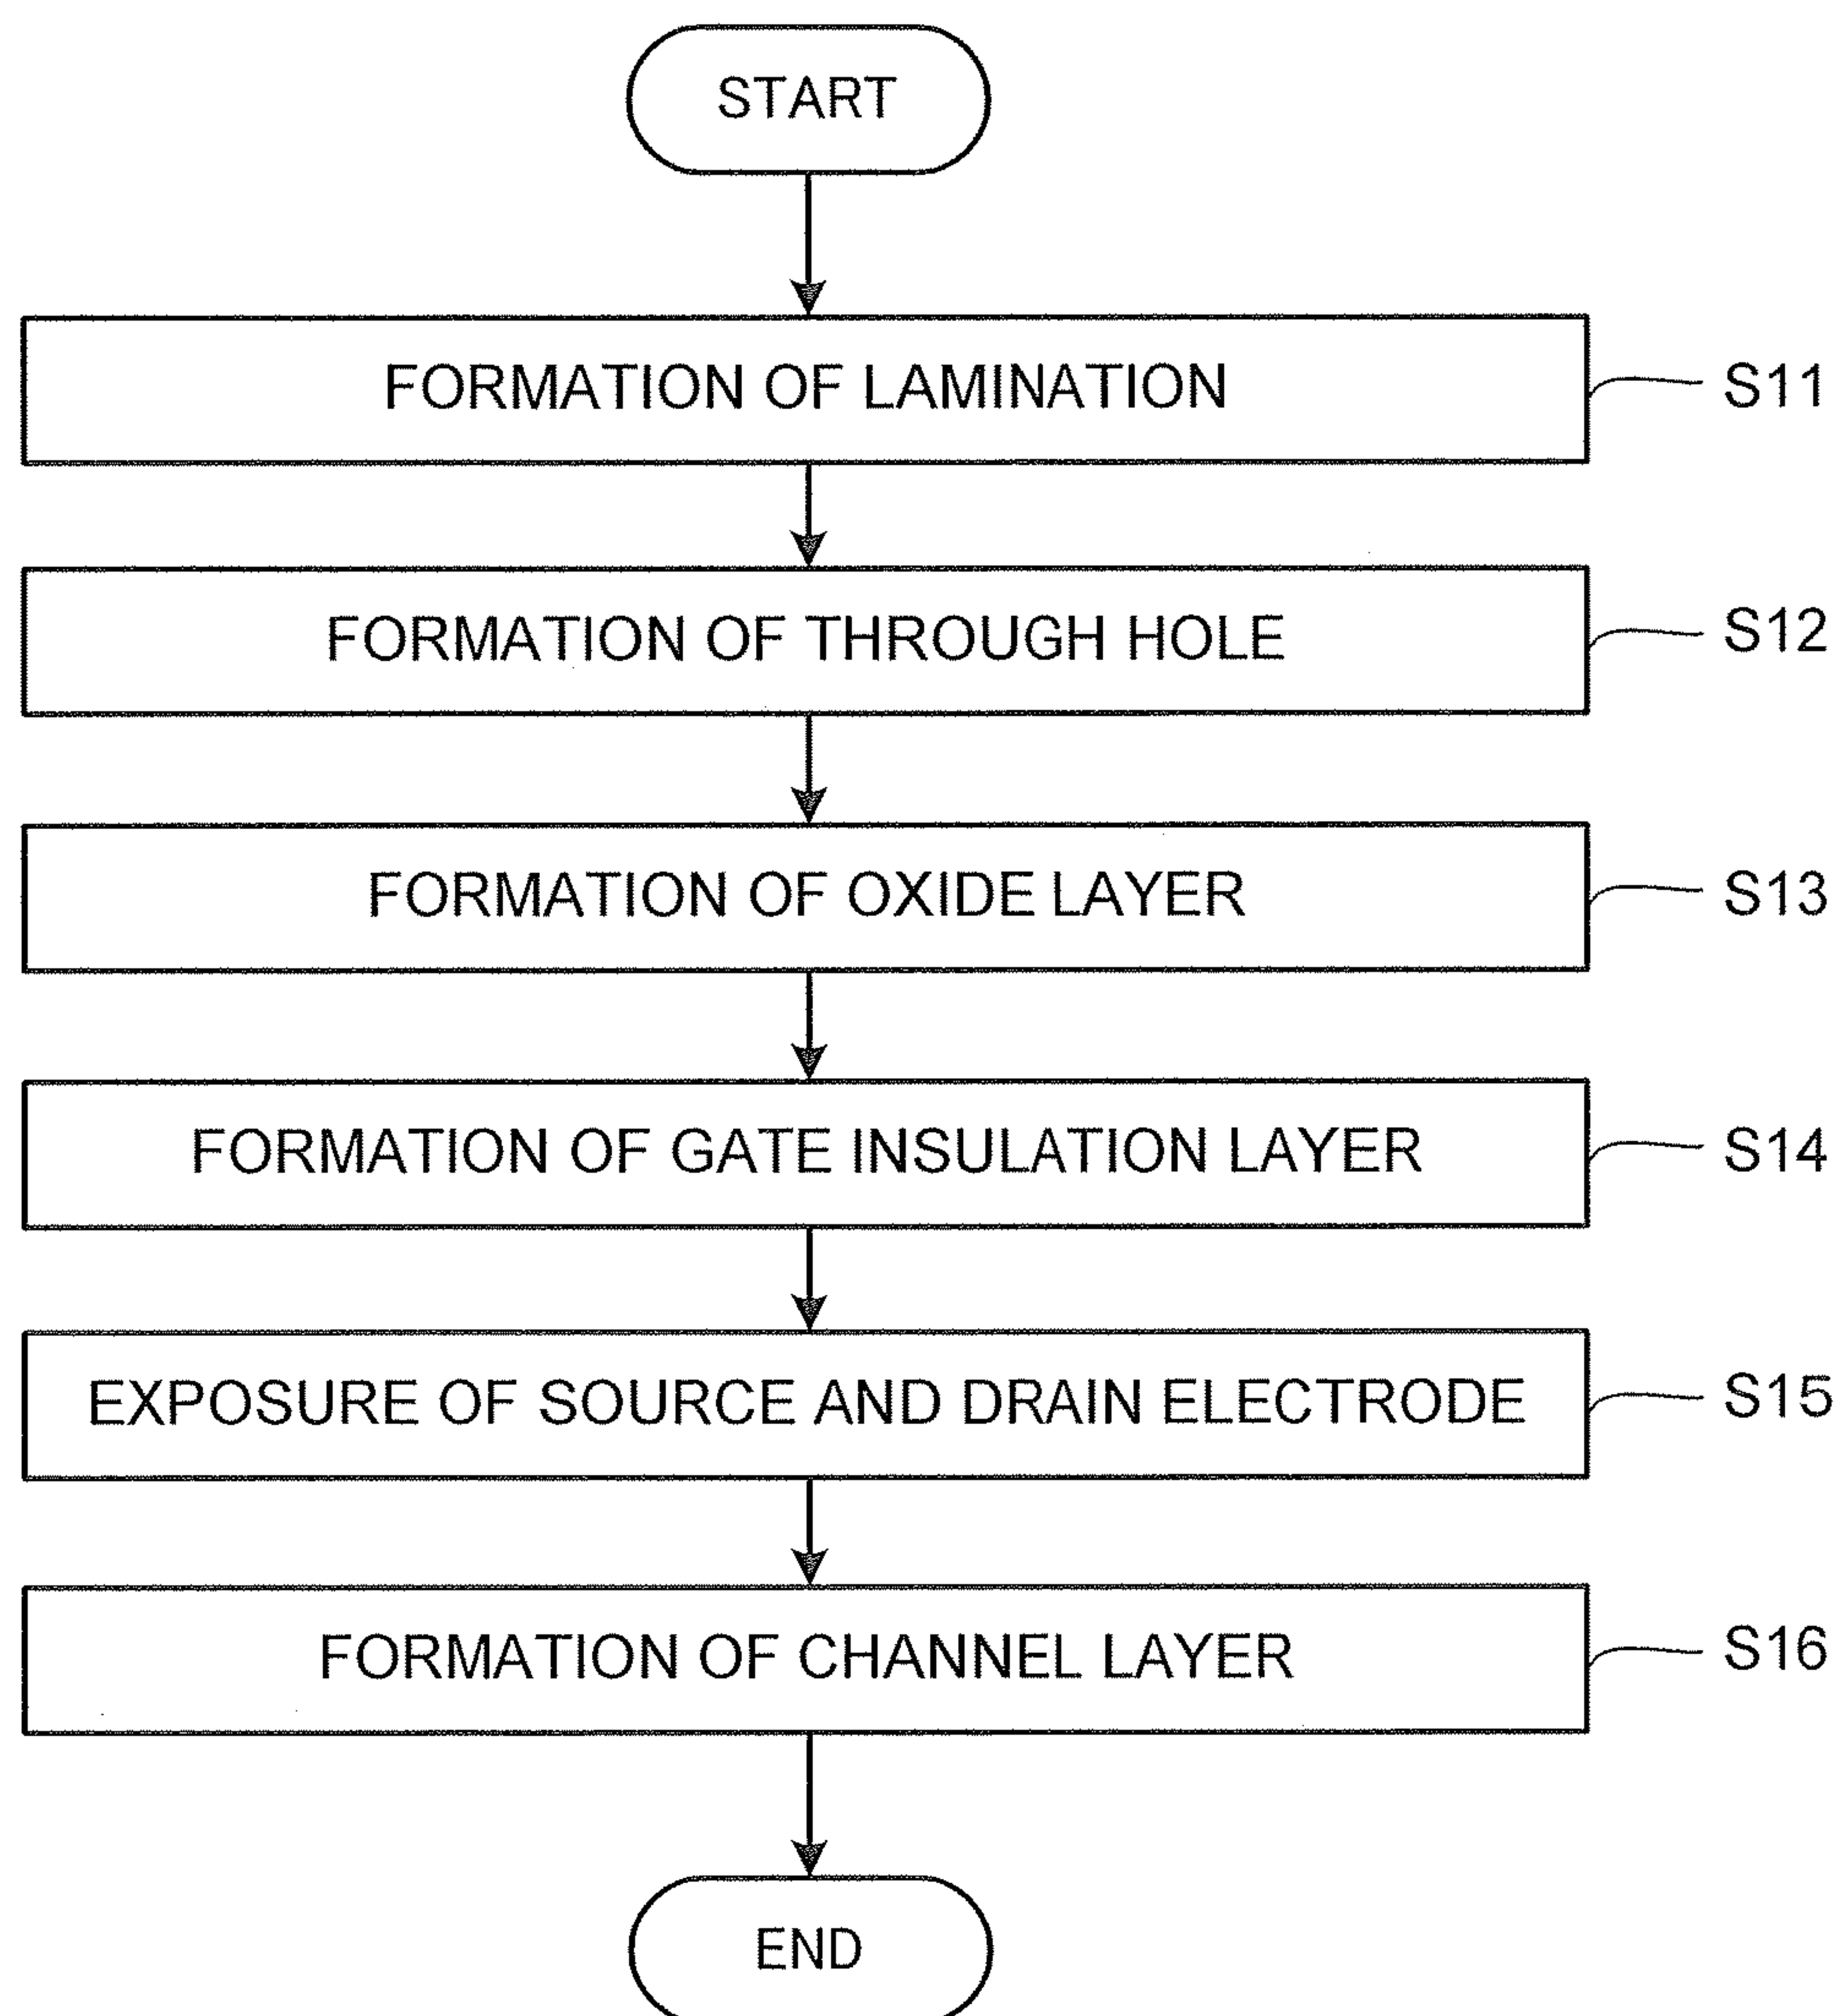 START
FORMATION OF LAMINATION
S11
FORMATION OF THROUGH HOLE
S12
FORMATION OF OXIDE LAYER
S13
FORMATION OF GATE INSULATION LAYER
S14
EXPOSURE OF SOURCE AND DRAIN ELECTRODE
S15
FORMATION OF CHANNEL LAYER
S16
END